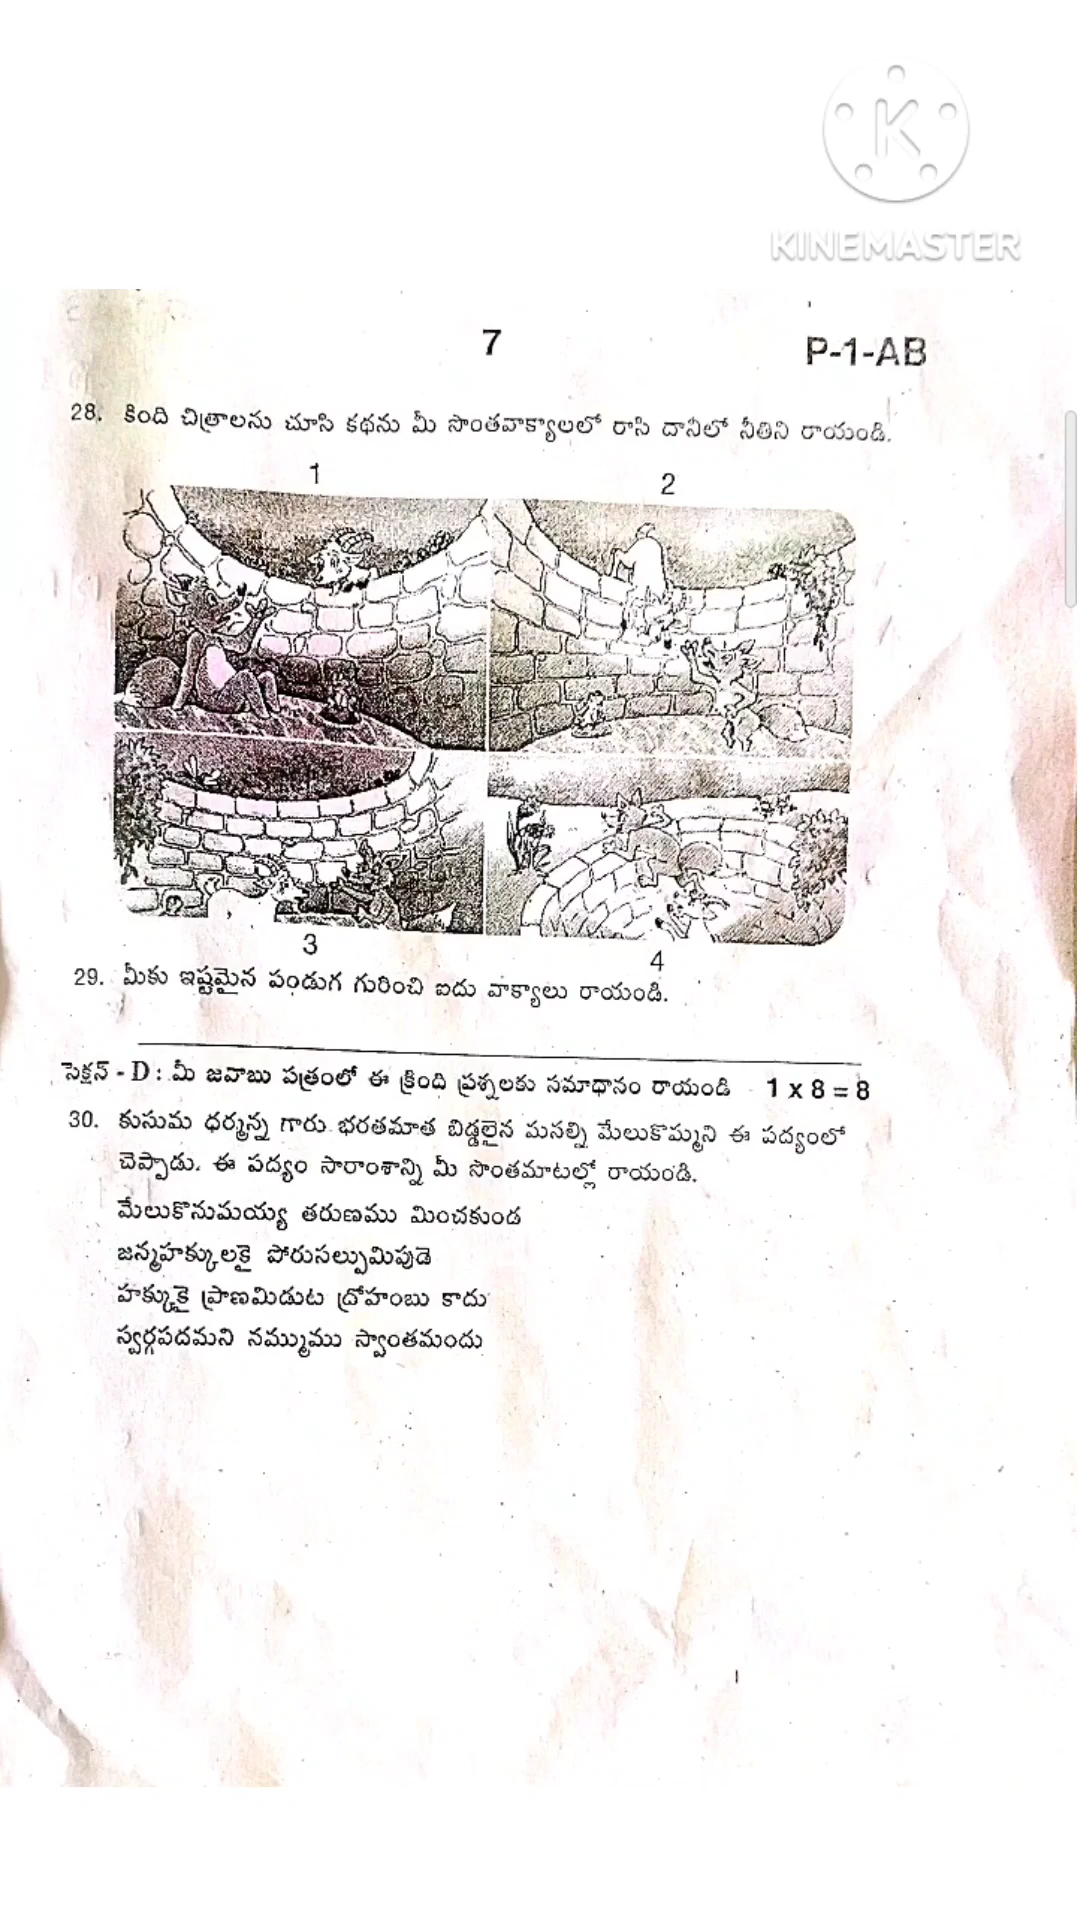 KINEMASTER
7
P-1-AB
28. కింది చిత్రాలను చూసి కథను మీ సొంతవాక్యాలలో రాసి దానిలో నీతిని రాయండి.
1
2
3
4
29. మీకు ఇష్టమైన పండుగ గురించి ఐదు వాక్యాలు రాయండి.
సెక్షన్ - D : మీ జవాబు పత్రంలో ఈ క్రింది ప్రశ్నలకు సమాధానం రాయండి 1 x 8 = 8
30. కుసుమ ధర్మన్న గారు భరతమాత బిడ్డలైన మనల్ని మేలుకొమ్మని ఈ పద్యంలో
చెప్పాడు. ఈ పద్యం సారాంశాన్ని మీ సొంతమాటల్లో రాయండి.
మేలుకొనుమయ్య తరుణము మించకుండ
జన్మహక్కులకై పోరుసల్పుమిపుడె
హక్కుకై ప్రాణమిడుట ద్రోహంబు కాదు
స్వర్గపదమని నమ్ముము స్వాంతమందు